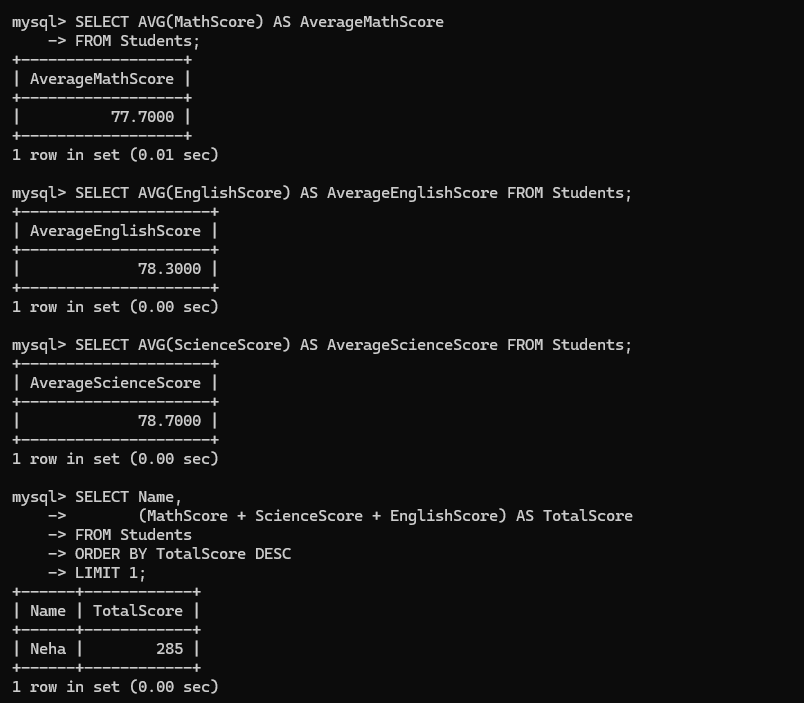 mysql> SELECT AVG(MathScore) AS AverageMathScore
    -> FROM Students;
+------------------+
| AverageMathScore |
+------------------+
|          77.7000 |
+------------------+
1 row in set (0.01 sec)

mysql> SELECT AVG(EnglishScore) AS AverageEnglishScore FROM Students;
+---------------------+
| AverageEnglishScore |
+---------------------+
|             78.3000 |
+---------------------+
1 row in set (0.00 sec)

mysql> SELECT AVG(ScienceScore) AS AverageScienceScore FROM Students;
+---------------------+
| AverageScienceScore |
+---------------------+
|             78.7000 |
+---------------------+
1 row in set (0.00 sec)

mysql> SELECT Name,
    ->        (MathScore + ScienceScore + EnglishScore) AS TotalScore
    -> FROM Students
    -> ORDER BY TotalScore DESC
    -> LIMIT 1;
+------+------------+
| Name | TotalScore |
+------+------------+
| Neha |        285 |
+------+------------+
1 row in set (0.00 sec)